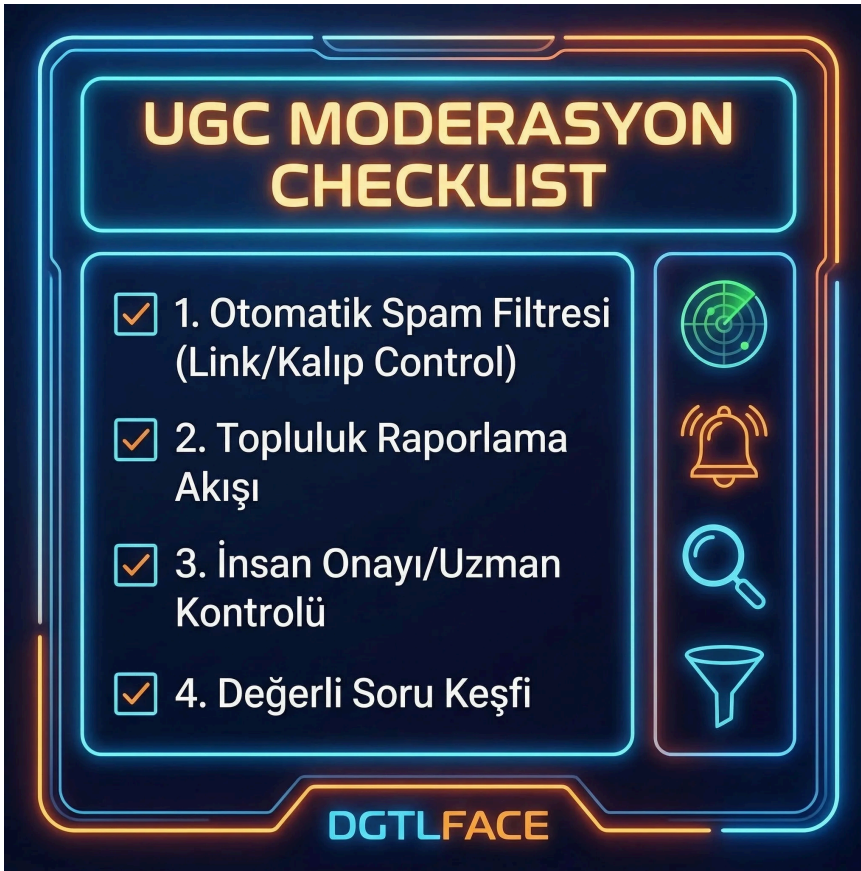 UGC MODERASYON
CHECKLIST
1. Otomatik Spam Filtresi
(Link/Kalıp Control)
2. Topluluk Raporlama
Akışı
3. İnsan Onayı/Uzman
Kontrolü
4. Değerli Soru Keşfi
DGTLFACE